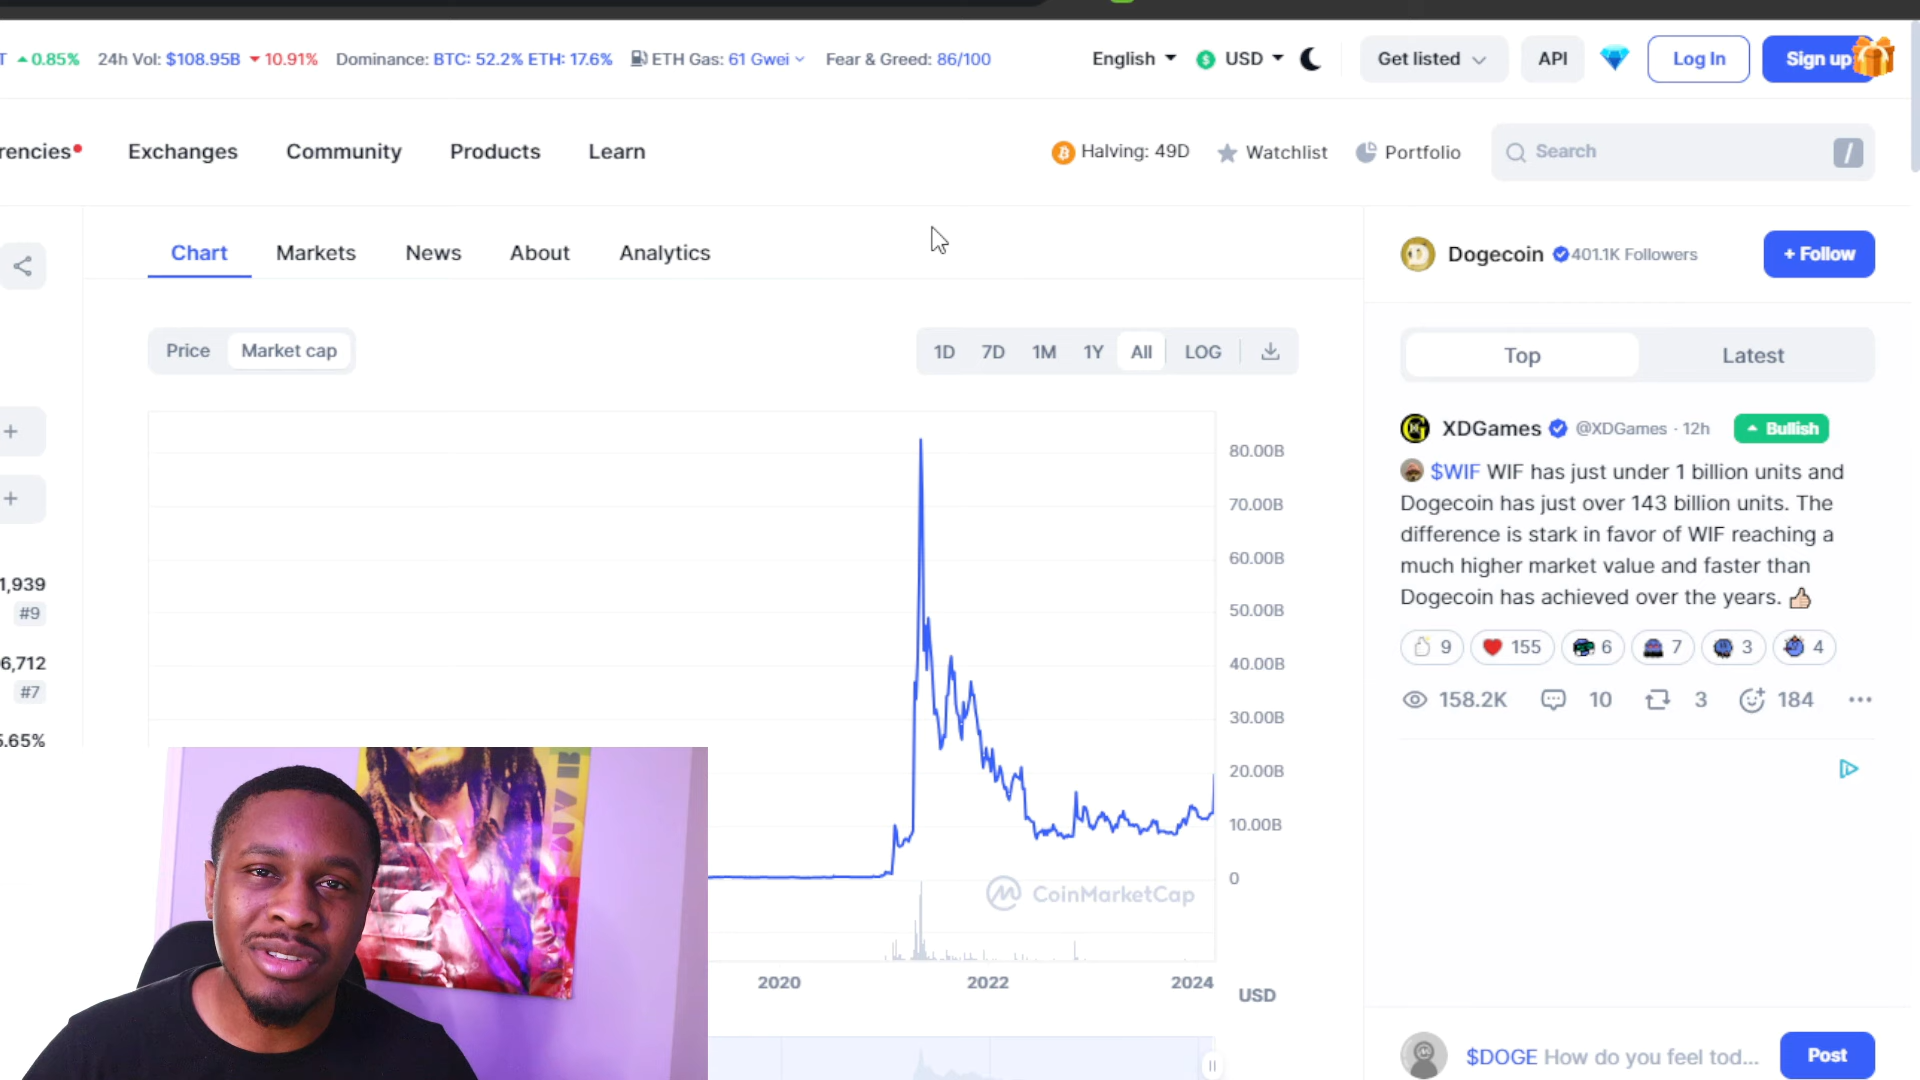 T 0.85% 24h Vol: $108.95B 10.91% Dominance: BTC: 52.2% ETH: 17.6% ETH Gas: 61 Gwei Fear & Greed: 86/100 English USD Get listed API Log In Sign up
rencies Exchanges Community Products Learn Halving: 49D Watchlist Portfolio Search /
Chart Markets News About Analytics
Price Market cap 1D 7D 1M 1Y All LOG
80.00B
70.00B
60.00B
50.00B
40.00B
30.00B
20.00B
10.00B
0
CoinMarketCap
2020 2022 2024
USD
1,939
#9
6,712
#7
5.65%
Dogecoin 401.1K Followers + Follow
Top Latest
XDGames @XDGames · 12h Bullish
$WIF WIF has just under 1 billion units and
Dogecoin has just over 143 billion units. The
difference is stark in favor of WIF reaching a
much higher market value and faster than
Dogecoin has achieved over the years.
9 155 6 7 3 4
158.2K 10 3 184
$DOGE How do you feel tod... Post